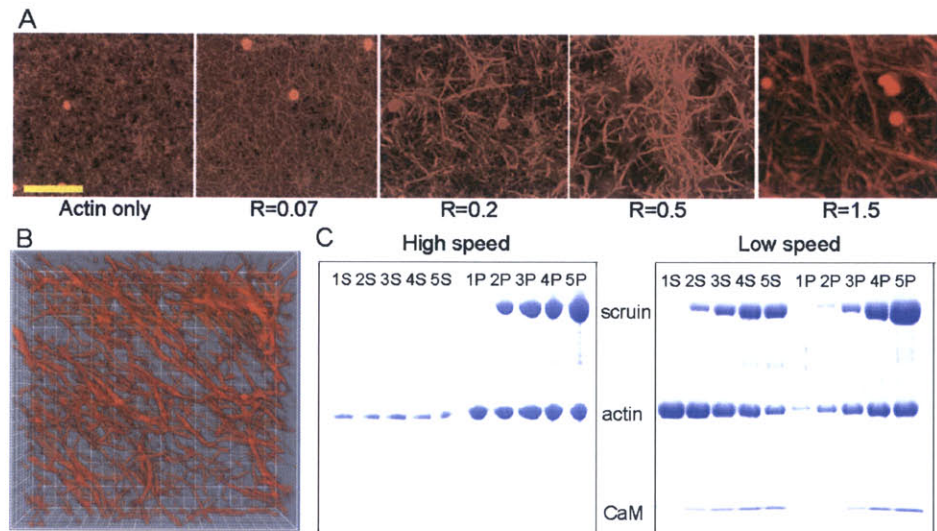 A
Actin only R=0.07 R=0.2 R=0.5 R=1.5
B
C
High speed Low speed
1S 2S 3S 4S 5S 1P 2P 3P 4P 5P 1S 2S 3S 4S 5S 1P 2P 3P 4P 5P
scruin
actin
CaM